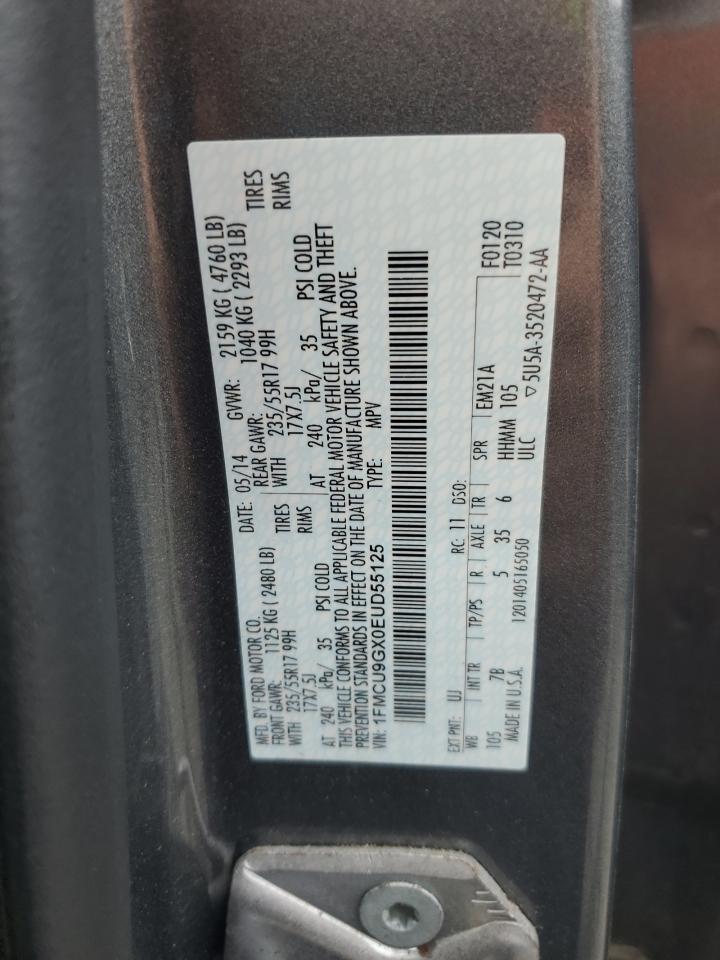 MFD. BY FORD MOTOR CO.
DATE: 05/14 GVWR: 2159 KG ( 4760 LB)
FRONT GAWR: 1125 KG ( 2480 LB)
REAR GAWR: 1040 KG ( 2293 LB)
WITH 235/55R17 99H TIRES
WITH 235/55R17 99H TIRES
17X7.5J RIMS
17X7.5J RIMS
AT 240 kPa/ 35 PSI COLD
AT 240 kPa/ 35 PSI COLD
THIS VEHICLE CONFORMS TO ALL APPLICABLE FEDERAL MOTOR VEHICLE SAFETY AND THEFT
PREVENTION STANDARDS IN EFFECT ON THE DATE OF MANUFACTURE SHOWN ABOVE.
VIN: 1FMCU9GX0EUD55125
TYPE: MPV
EXT PNT: UJ RC: 11 DSO:
WB INT TR TP/PS R AXLE TR SPR EM21A F0120
105 7B 5 35 6 HHMM 105 T0310
MADE IN U.S.A. ULC
1201405165050 ▽5U5A-3520472-AA